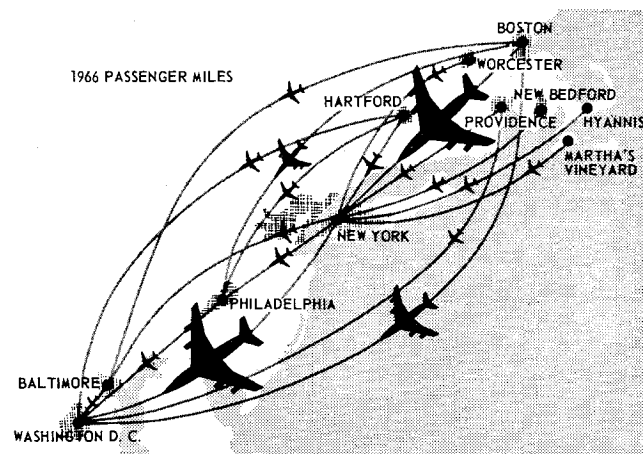 BOSTON
WORCESTER
1966 PASSENGER MILES
HARTFORD
NEW BEDFORD
PROVIDENCE
HYANNIS
MARTHA'S
VINEYARD
NEW YORK
PHILADELPHIA
BALTIMORE
WASHINGTON D. C.